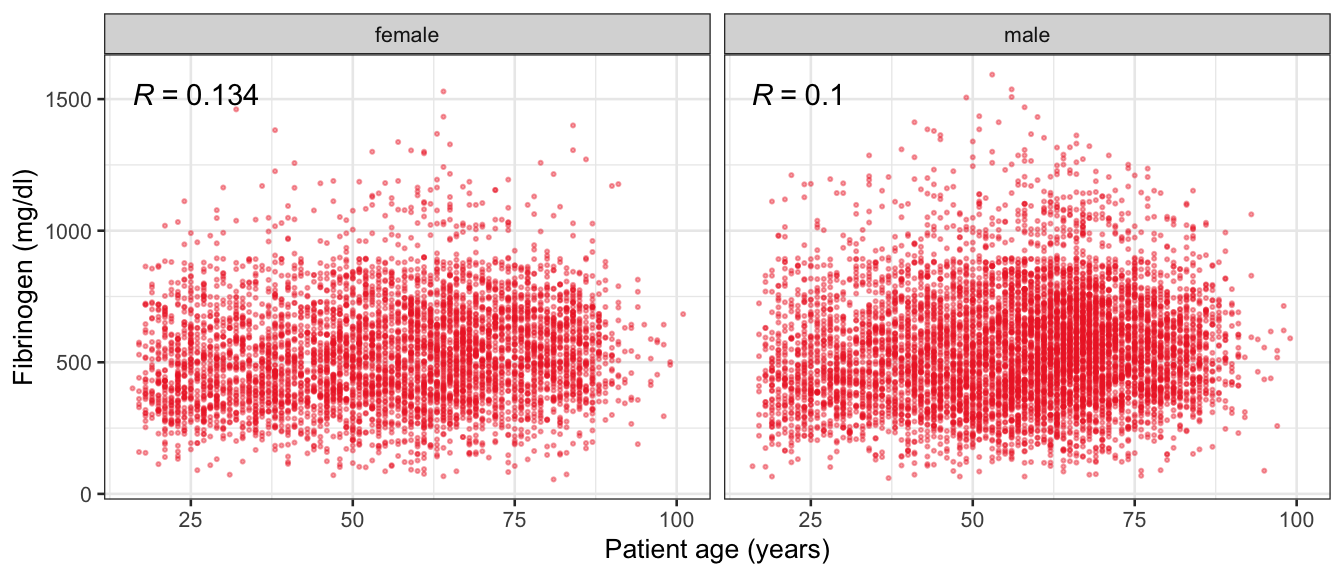 female
male
R = 0.134
R = 0.1
1500
1000
500
0
Fibrinogen (mg/dl)
25 50 75 100
25 50 75 100
Patient age (years)